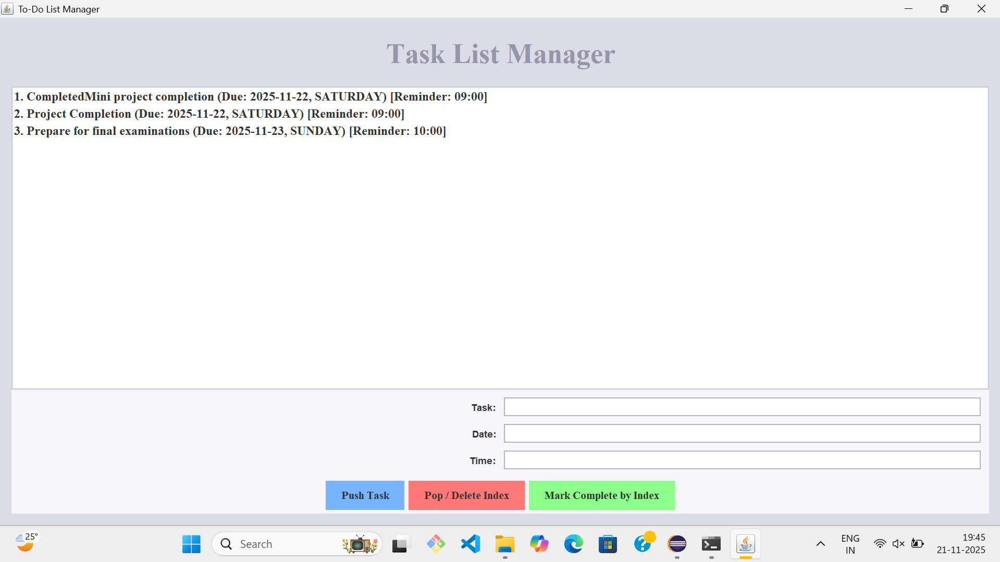 To-Do List Manager
Task List Manager
1. CompletedMini project completion (Due: 2025-11-22, SATURDAY) [Reminder: 09:00]
2. Project Completion (Due: 2025-11-22, SATURDAY) [Reminder: 09:00]
3. Prepare for final examinations (Due: 2025-11-23, SUNDAY) [Reminder: 10:00]
Task:
Date:
Time:
Push Task
Pop / Delete Index
Mark Complete by Index
25°
Search
ENG
IN
19:45
21-11-2025